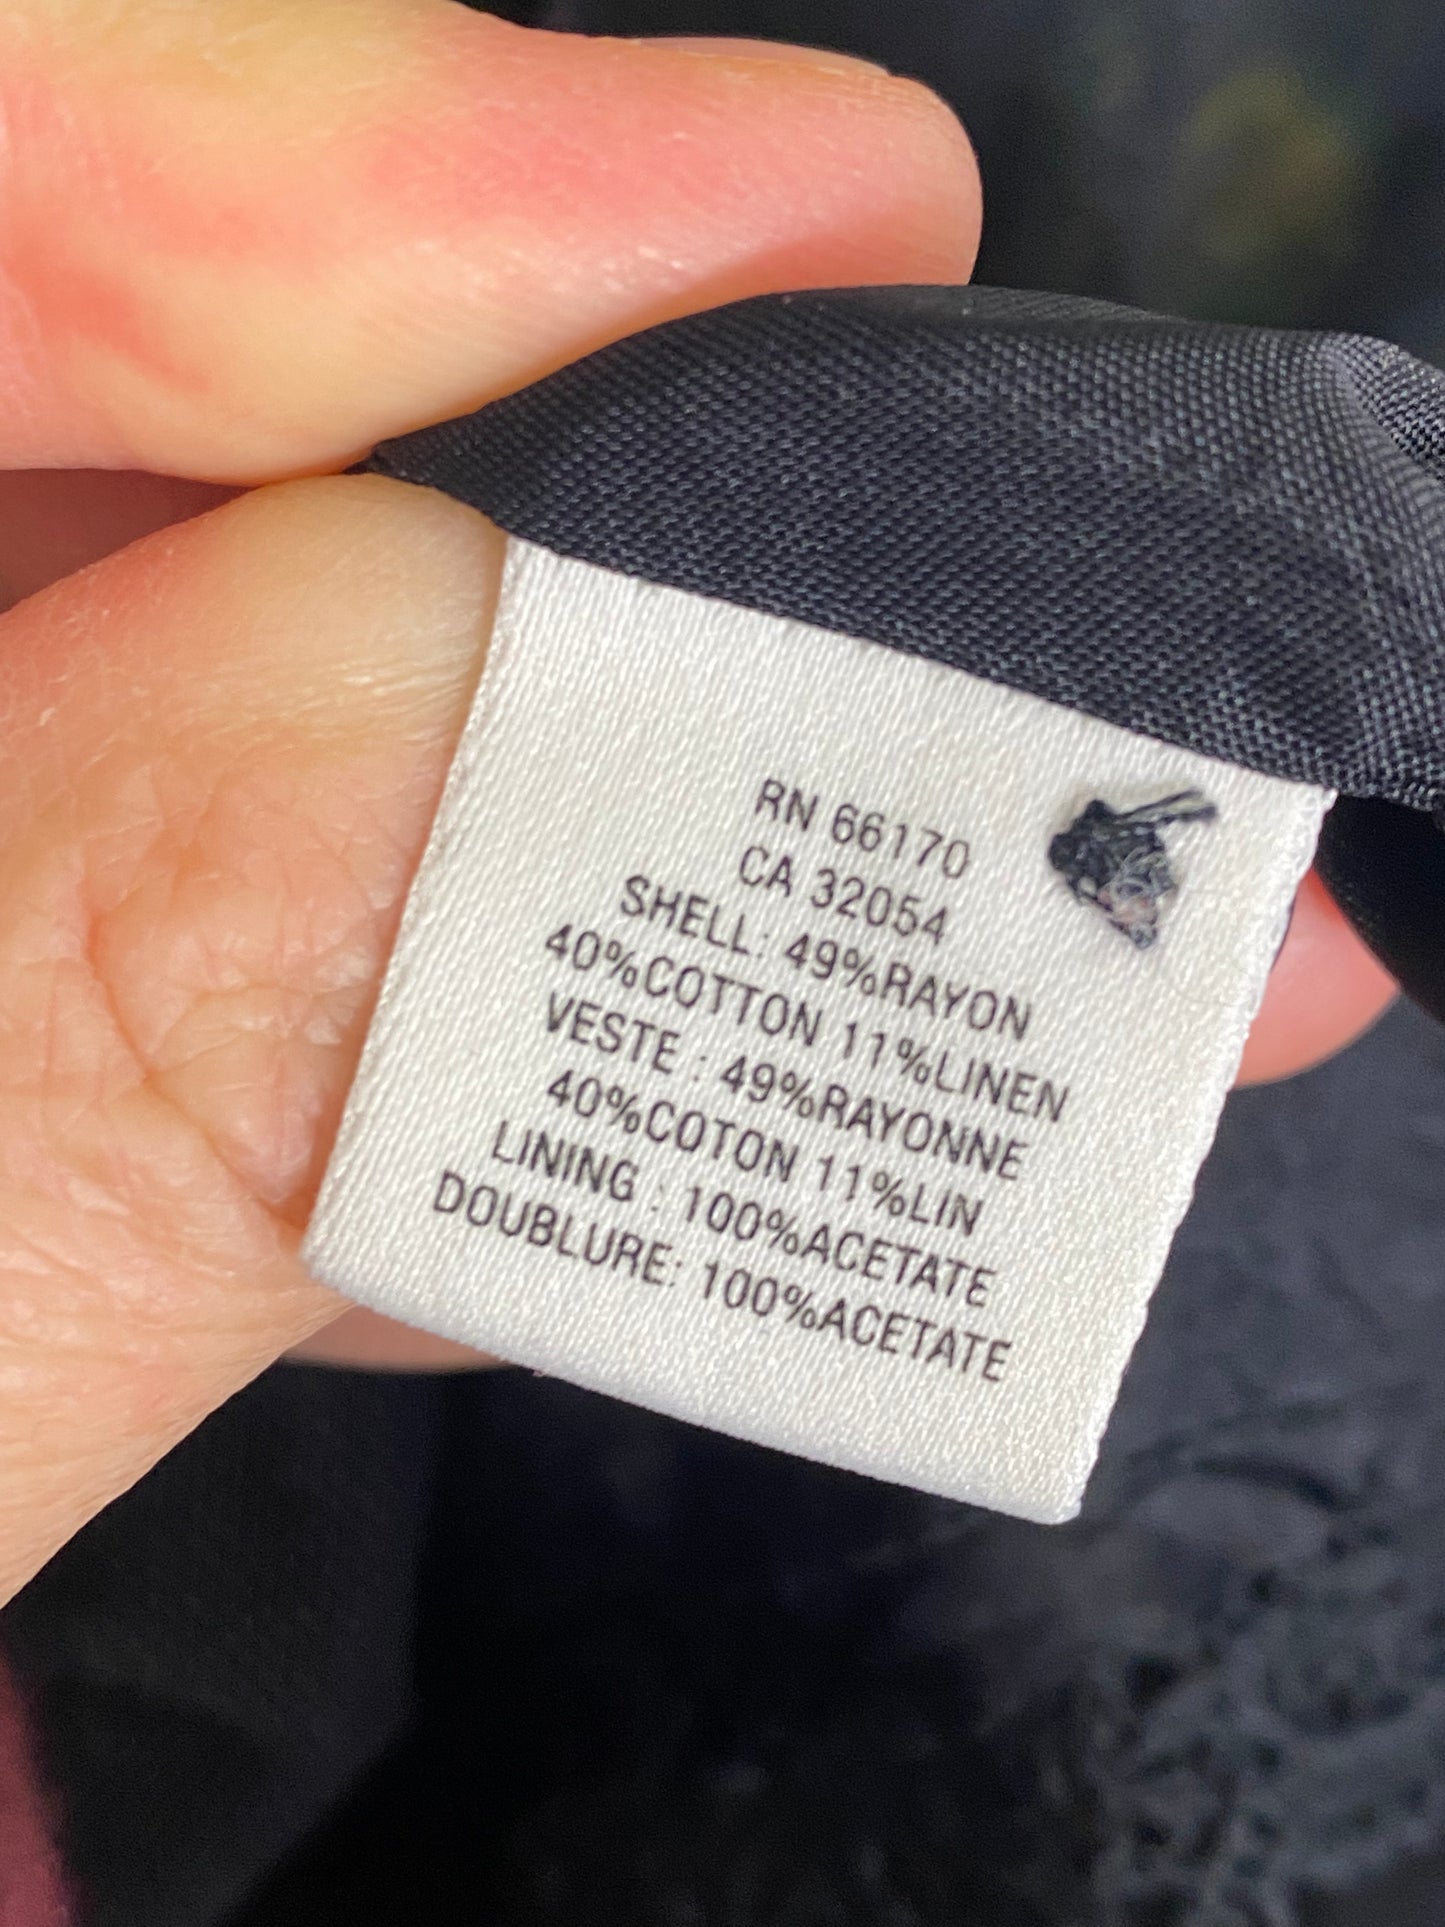 RN 66170
CA 32054
SHELL: 49%RAYON
40%COTTON 11%LINEN
VESTE : 49%RAYONNE
40%COTON 11%LIN
LINING : 100%ACETATE
DOUBLURE: 100%ACETATE